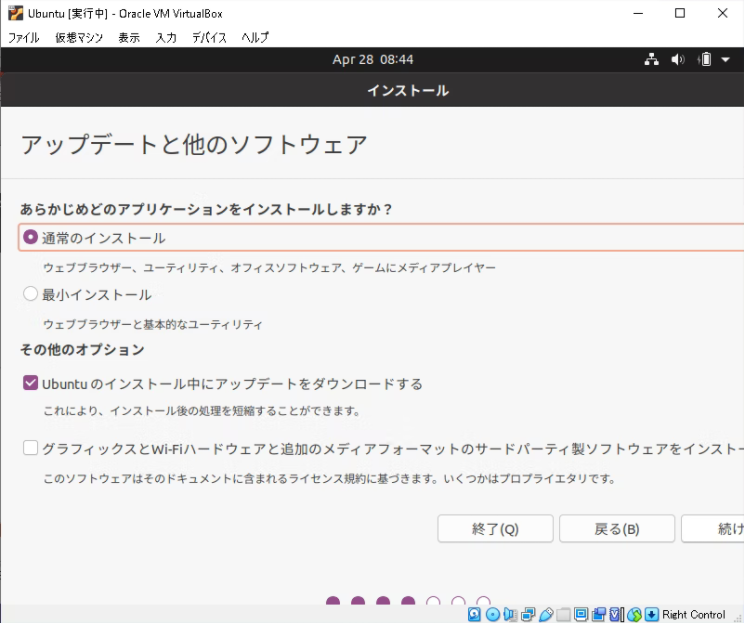 Ubuntu [実行中] - Oracle VM VirtualBox
ファイル 仮想マシン 表示 入力 デバイス ヘルプ
Apr 28 08:44
インストール
アップデートと他のソフトウェア
あらかじめどのアプリケーションをインストールしますか？
通常のインストール
ウェブブラウザー、ユーティリティ、オフィスソフトウェア、ゲームにメディアプレイヤー
最小インストール
ウェブブラウザーと基本的なユーティリティ
その他のオプション
Ubuntu のインストール中にアップデートをダウンロードする
これにより、インストール後の処理を短縮することができます。
グラフィックスとWi-Fiハードウェアと追加のメディアフォーマットのサードパーティ製ソフトウェアをインストー
このソフトウェアはそのドキュメントに含まれるライセンス規約に基づきます。いくつかはプロプライエタリです。
終了(Q) 戻る(B) 続け
Right Control